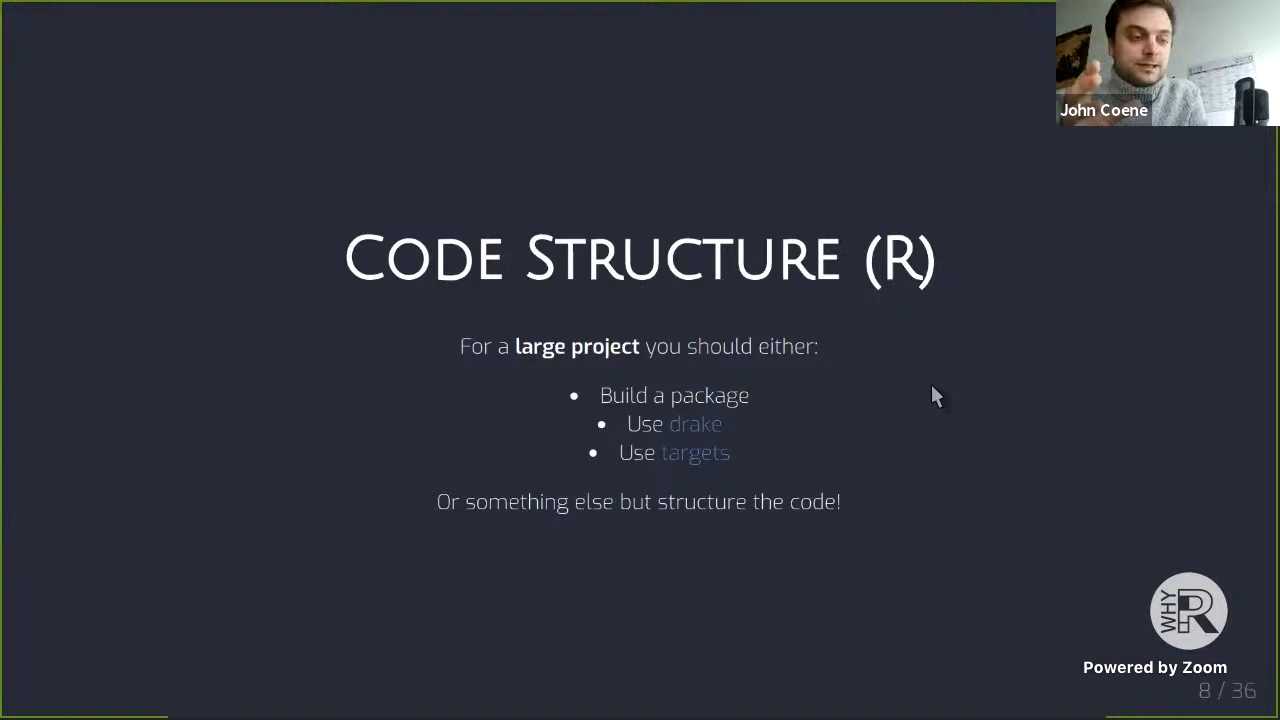 John Coene
CODE STRUCTURE (R)
For a large project you should either:
• Build a package
• Use drake
• Use targets
Or something else but structure the code!
WHY R
Powered by Zoom
8 / 36